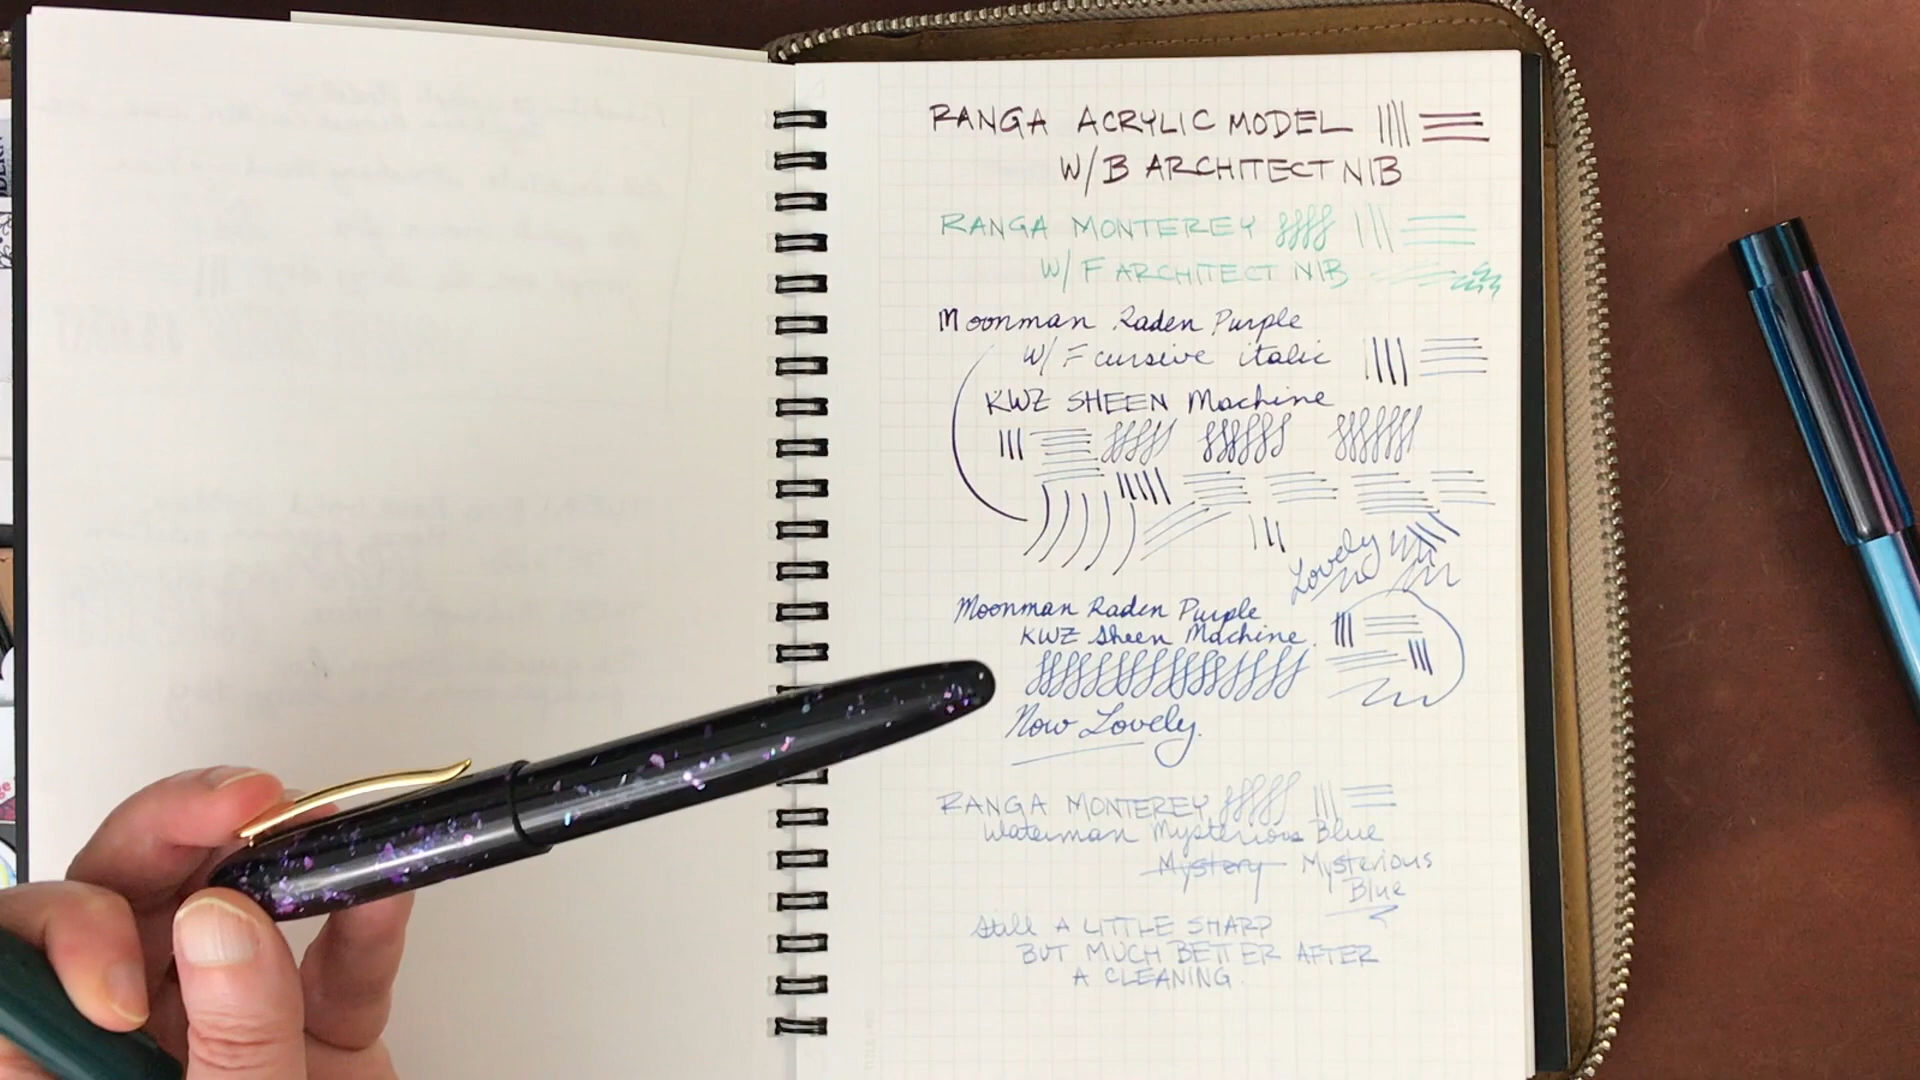 RANGA ACRYLIC MODEL
W/B ARCHITECT NIB
RANGA MONTEREY
W/ F ARCHITECT NIB
Moonman Raden Purple
W/ F cursive italic
KWZ SHEEN Machine
Lovely
Moonman Raden Purple
KWZ Sheen Machine.
Now Lovely.
RANGA MONTEREY
Waterman Mysterious Blue
Mystery Mysterious
Blue
Still A LITTLE SHARP
BUT MUCH BETTER AFTER
A CLEANING.